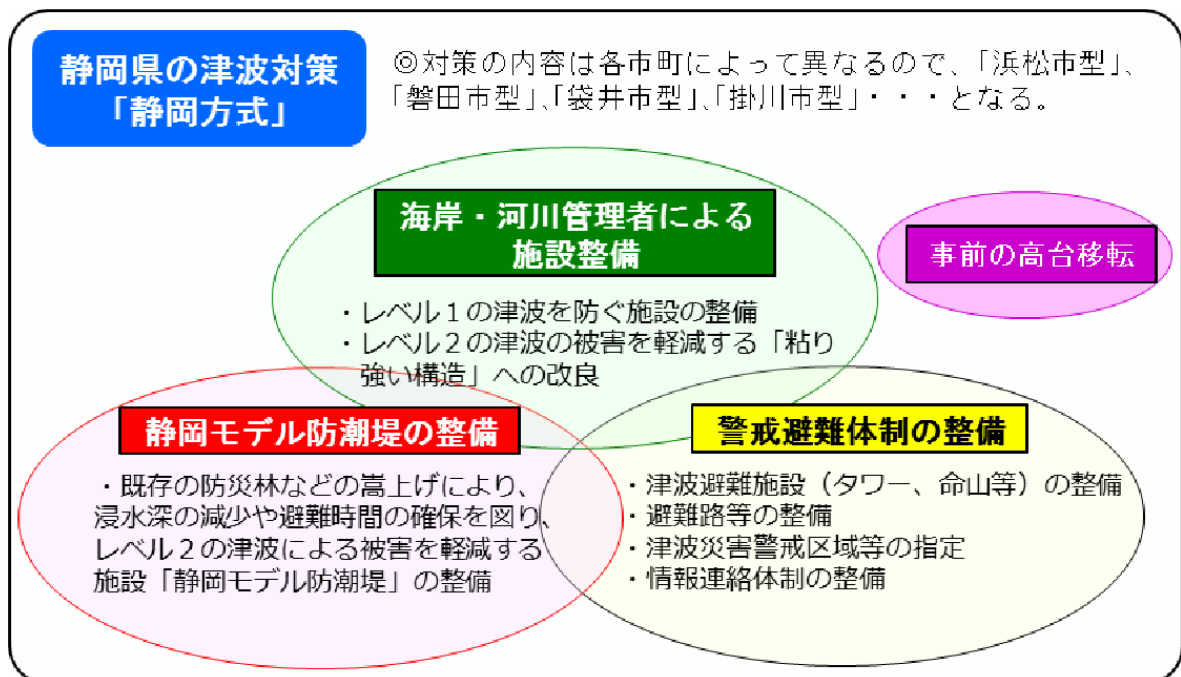 静岡県の津波対策
「静岡方式」
◎対策の内容は各市町によって異なるので、「浜松市型」、
「磐田市型」、「袋井市型」、「掛川市型」・・・となる。
海岸・河川管理者による
施設整備
・レベル１の津波を防ぐ施設の整備
・レベル２の津波の被害を軽減する「粘り
強い構造」への改良
事前の高台移転
静岡モデル防潮堤の整備
・既存の防災林などの嵩上げにより、
浸水深の減少や避難時間の確保を図り、
レベル２の津波による被害を軽減する
施設「静岡モデル防潮堤」の整備
警戒避難体制の整備
・津波避難施設（タワー、命山等）の整備
・避難路等の整備
・津波災害警戒区域等の指定
・情報連絡体制の整備